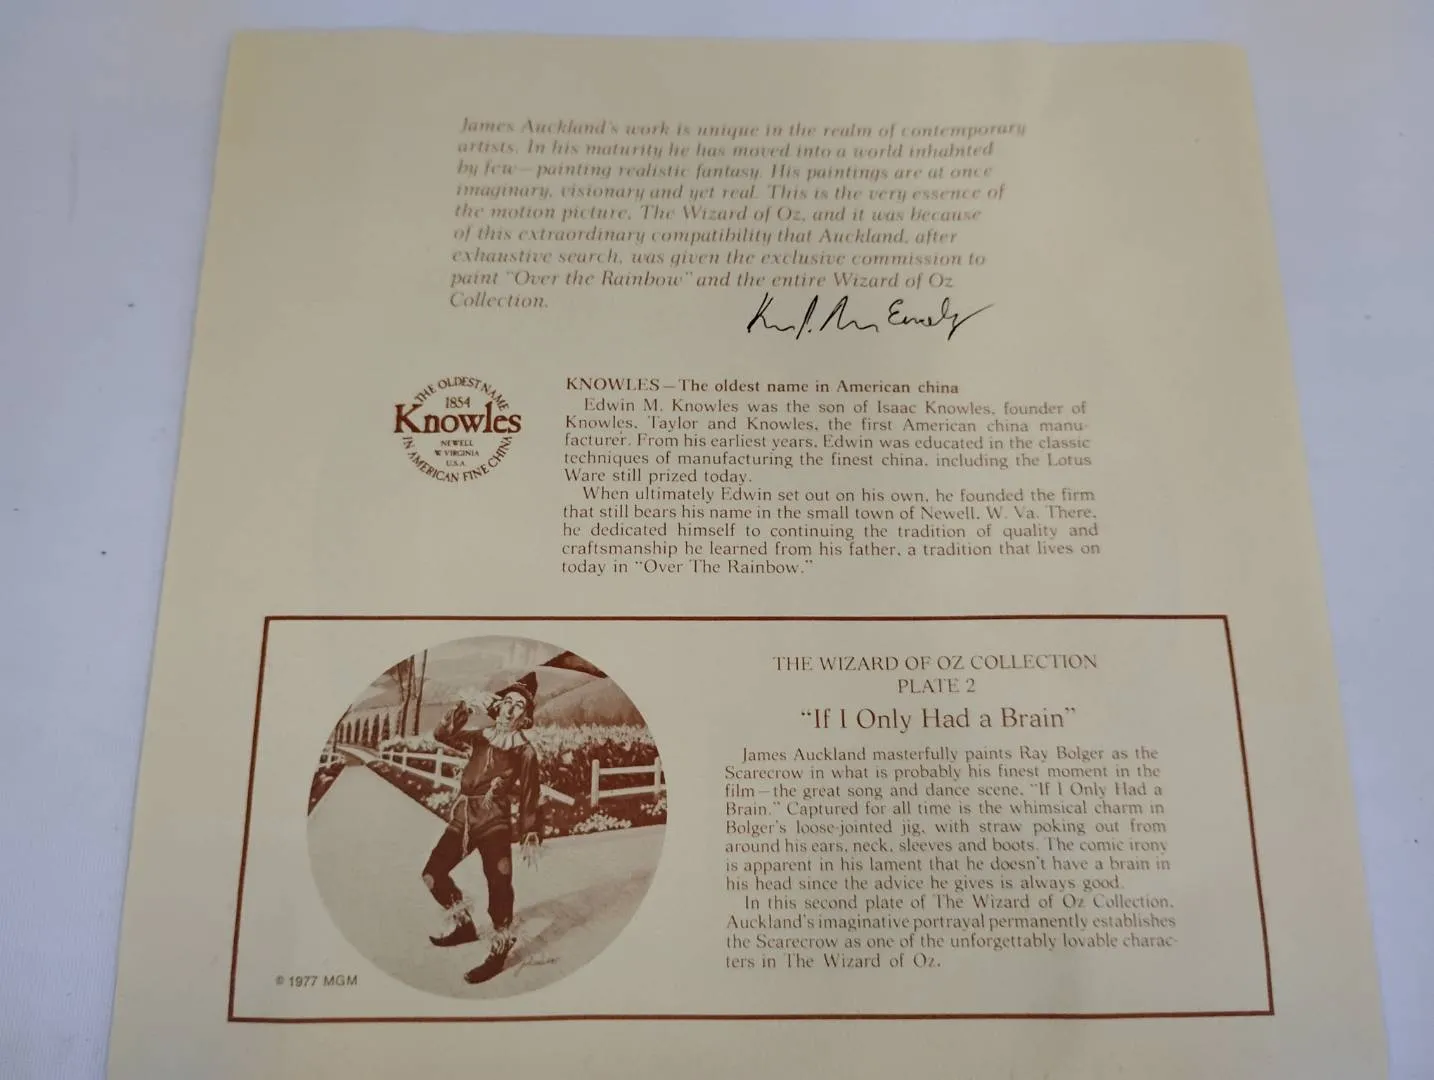 James Auckland's work is unique in the realm of contemporary
artists. In his maturity he has moved into a world inhabited
by few—painting realistic fantasy. His paintings are at once
imaginary, visionary and yet real. This is the very essence of
the motion picture, The Wizard of Oz, and it was because
of this extraordinary compatibility that Auckland, after
exhaustive search, was given the exclusive commission to
paint "Over the Rainbow" and the entire Wizard of Oz
Collection.
THE OLDEST NAME
1854
Knowles
NEWELL
W VIRGINIA
U.S.A.
IN AMERICAN FINE CHINA
KNOWLES—The oldest name in American china
Edwin M. Knowles was the son of Isaac Knowles, founder of
Knowles, Taylor and Knowles, the first American china manu-
facturer. From his earliest years, Edwin was educated in the classic
techniques of manufacturing the finest china, including the Lotus
Ware still prized today.
When ultimately Edwin set out on his own, he founded the firm
that still bears his name in the small town of Newell, W. Va. There,
he dedicated himself to continuing the tradition of quality and
craftsmanship he learned from his father, a tradition that lives on
today in "Over The Rainbow."
THE WIZARD OF OZ COLLECTION
PLATE 2
"If I Only Had a Brain"
James Auckland masterfully paints Ray Bolger as the
Scarecrow in what is probably his finest moment in the
film—the great song and dance scene, "If I Only Had a
Brain." Captured for all time is the whimsical charm in
Bolger's loose-jointed jig, with straw poking out from
around his ears, neck, sleeves and boots. The comic irony
is apparent in his lament that he doesn't have a brain in
his head since the advice he gives is always good.
In this second plate of The Wizard of Oz Collection,
Auckland's imaginative portrayal permanently establishes
the Scarecrow as one of the unforgettably lovable charac-
ters in The Wizard of Oz.
© 1977 MGM